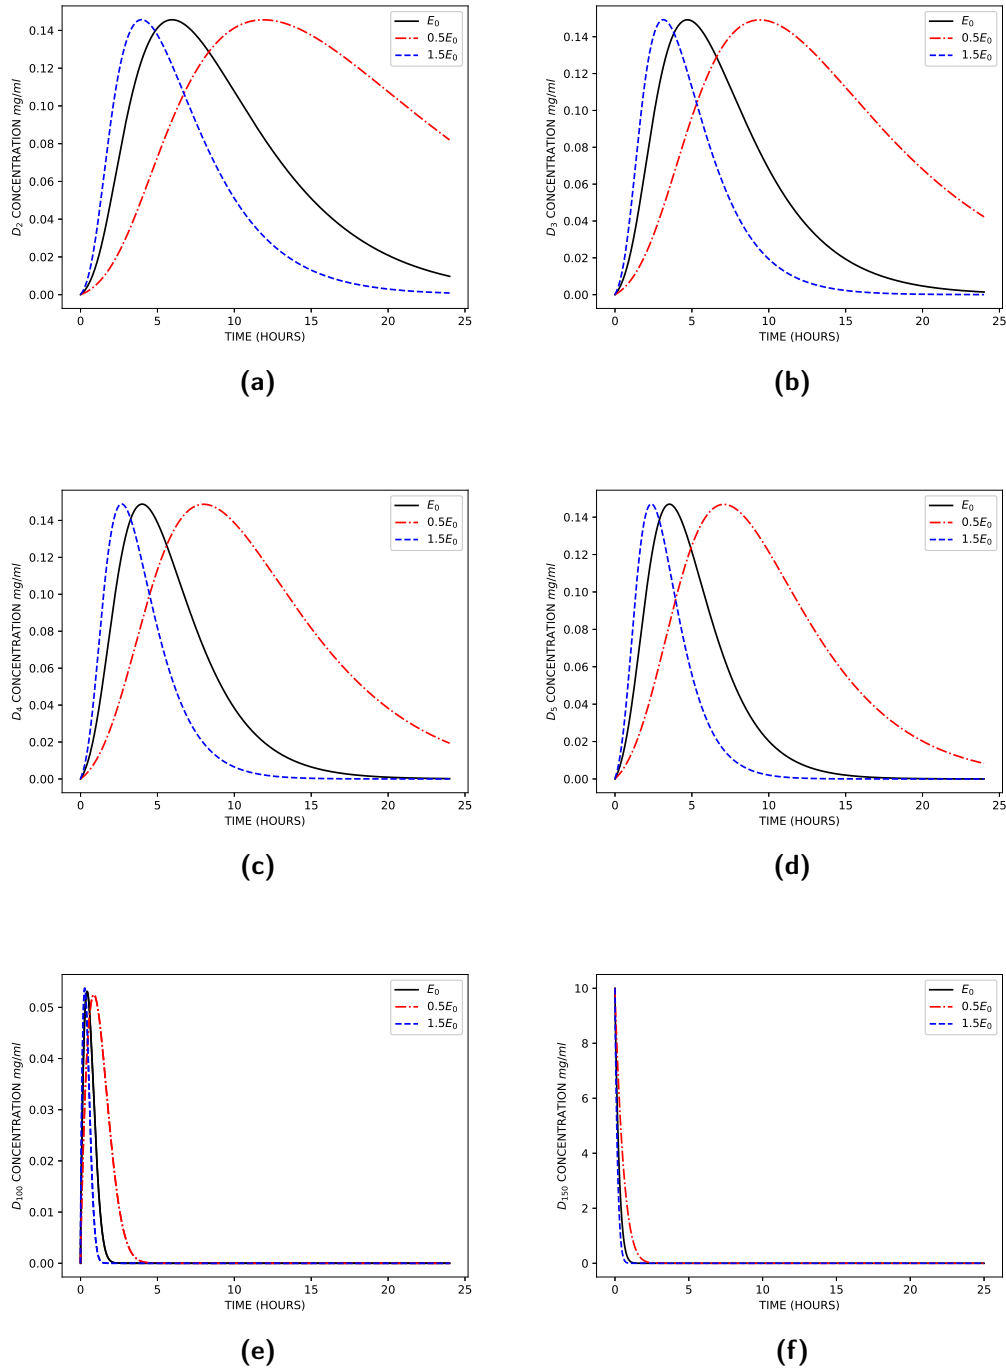 D2 CONCENTRATION mg/ml
0.14
0.12
0.10
0.08
0.06
0.04
0.02
0.00
E0
0.5E0
1.5E0
0 5 10 15 20 25
TIME (HOURS)
(a)
D3 CONCENTRATION mg/ml
0.14
0.12
0.10
0.08
0.06
0.04
0.02
0.00
E0
0.5E0
1.5E0
0 5 10 15 20 25
TIME (HOURS)
(b)
D4 CONCENTRATION mg/ml
0.14
0.12
0.10
0.08
0.06
0.04
0.02
0.00
E0
0.5E0
1.5E0
0 5 10 15 20 25
TIME (HOURS)
(c)
D5 CONCENTRATION mg/ml
0.14
0.12
0.10
0.08
0.06
0.04
0.02
0.00
E0
0.5E0
1.5E0
0 5 10 15 20 25
TIME (HOURS)
(d)
D100 CONCENTRATION mg/ml
0.05
0.04
0.03
0.02
0.01
0.00
E0
0.5E0
1.5E0
0 5 10 15 20 25
TIME (HOURS)
(e)
D150 CONCENTRATION mg/ml
10
8
6
4
2
0
E0
0.5E0
1.5E0
0 5 10 15 20 25
TIME (HOURS)
(f)